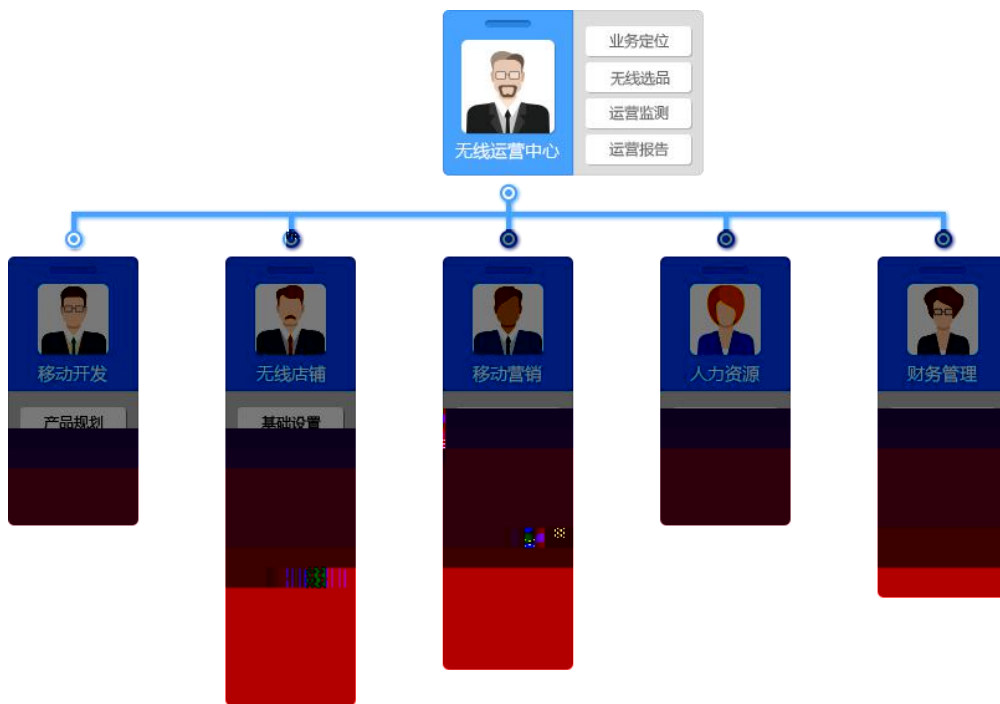 业务定位
无线选品
运营监测
运营报告
无线运营中心
移动开发
无线店铺
移动营销
人力资源
财务管理
产品规划
基础设置